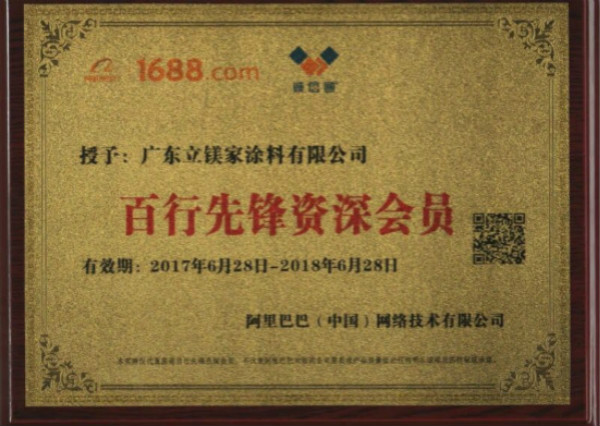 1688.com
诚信通
授予：广东立镁家涂料有限公司
百行先锋资深会员
有效期：2017年6月28日-2018年6月28日
阿里巴巴（中国）网络技术有限公司